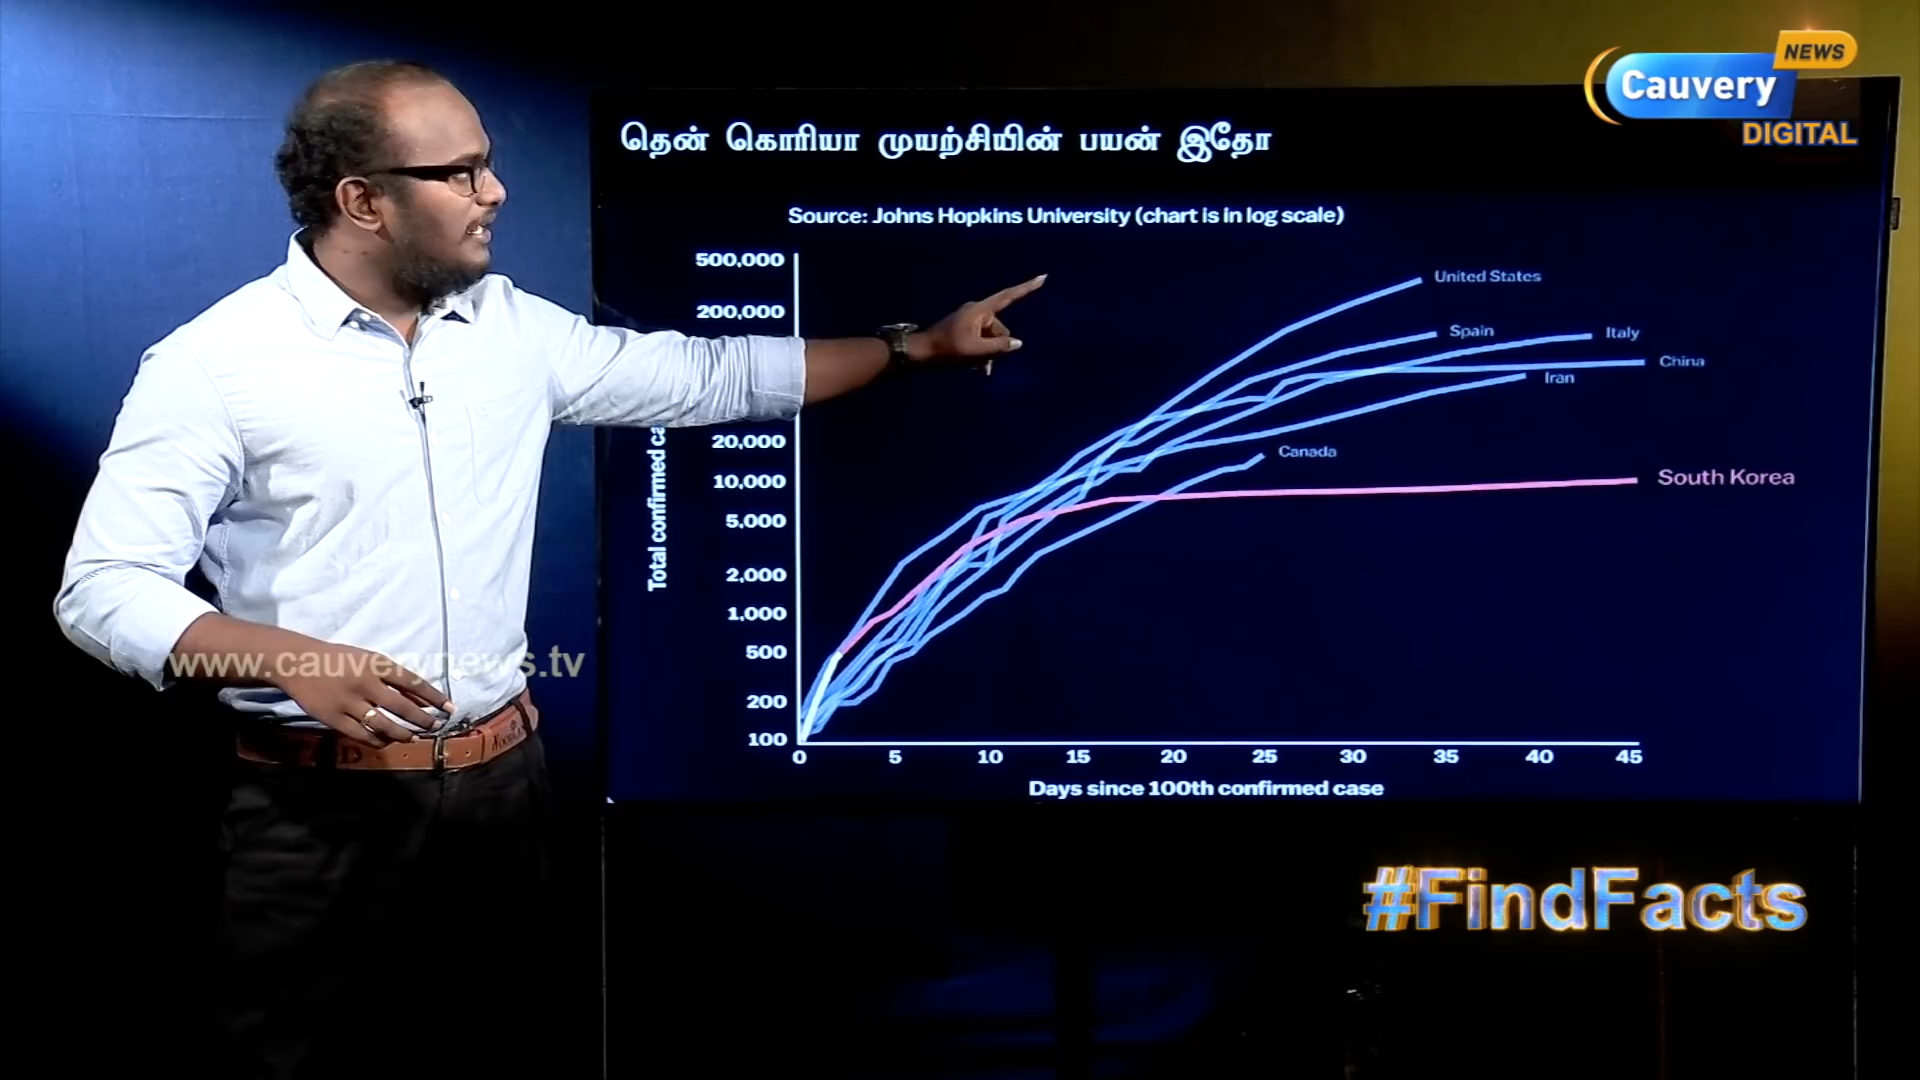 NEWS
Cauvery
DIGITAL
தென் கொரியா முயற்சியின் பயன் இதோ
Source: Johns Hopkins University (chart is in log scale)
500,000
200,000
20,000
10,000
5,000
2,000
1,000
500
200
100
Total confirmed ca
United States
Spain
Italy
China
Iran
Canada
South Korea
0 5 10 15 20 25 30 35 40 45
Days since 100th confirmed case
www.cauverynews.tv
#FindFacts